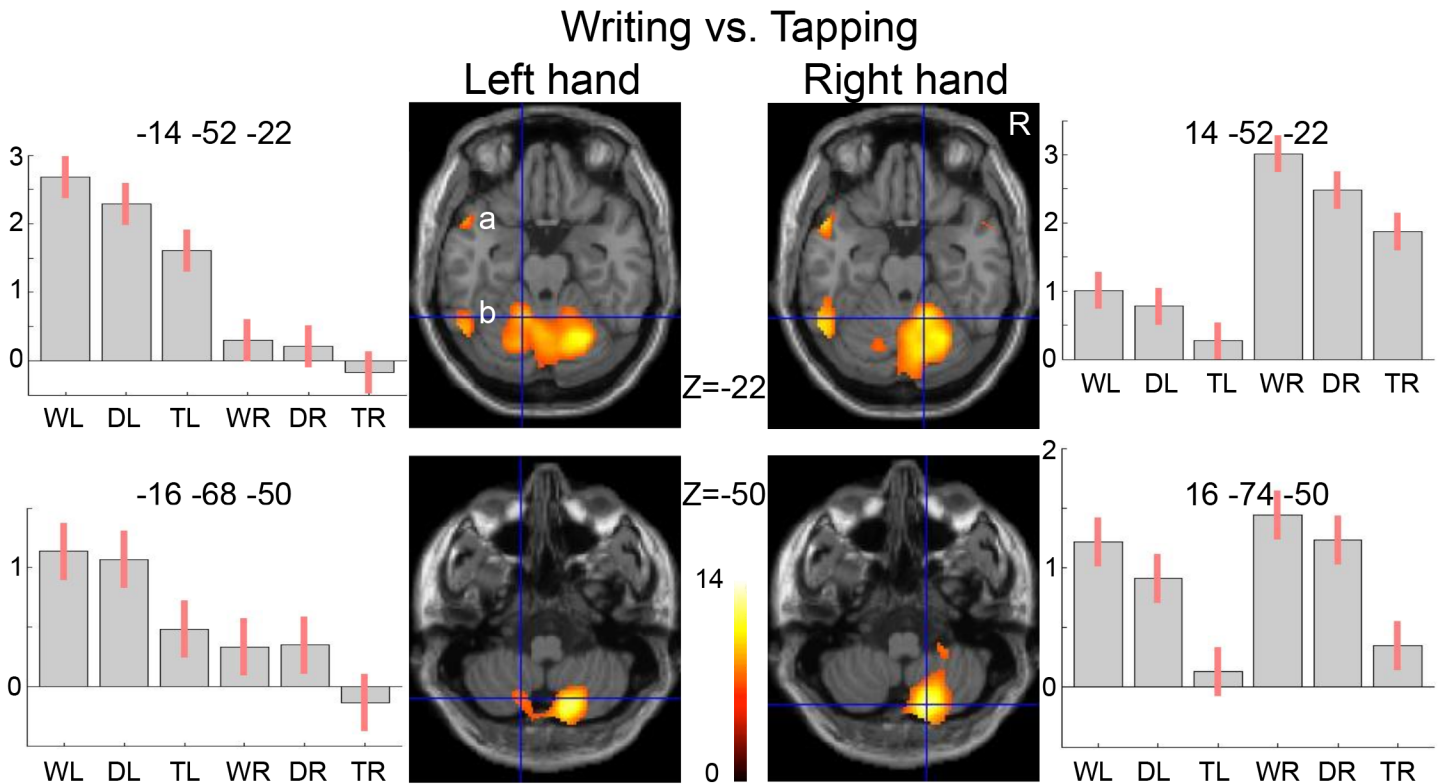 Writing vs. Tapping
Left hand
Right hand
-14 -52 -22
3
2
1
0
WL DL TL WR DR TR
a
b
R
Z=-22
14 -52 -22
3
2
1
0
WL DL TL WR DR TR
-16 -68 -50
1
0
WL DL TL WR DR TR
Z=-50
14
0
16 -74 -50
2
1
0
WL DL TL WR DR TR